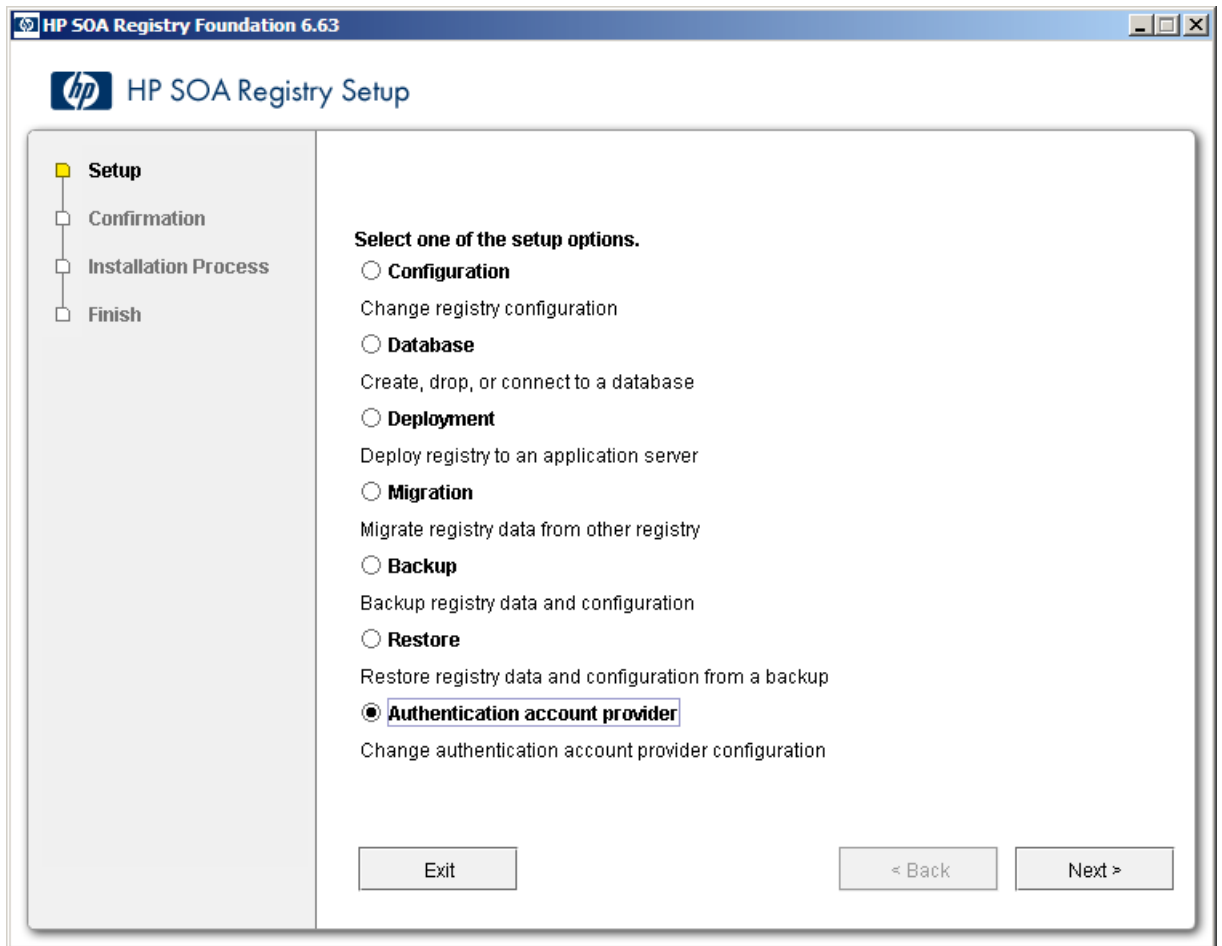 HP SOA Registry Foundation 6.63
hp HP SOA Registry Setup
Setup
Confirmation
Installation Process
Finish
Select one of the setup options.
Configuration
Change registry configuration
Database
Create, drop, or connect to a database
Deployment
Deploy registry to an application server
Migration
Migrate registry data from other registry
Backup
Backup registry data and configuration
Restore
Restore registry data and configuration from a backup
Authentication account provider
Change authentication account provider configuration
Exit
< Back
Next >